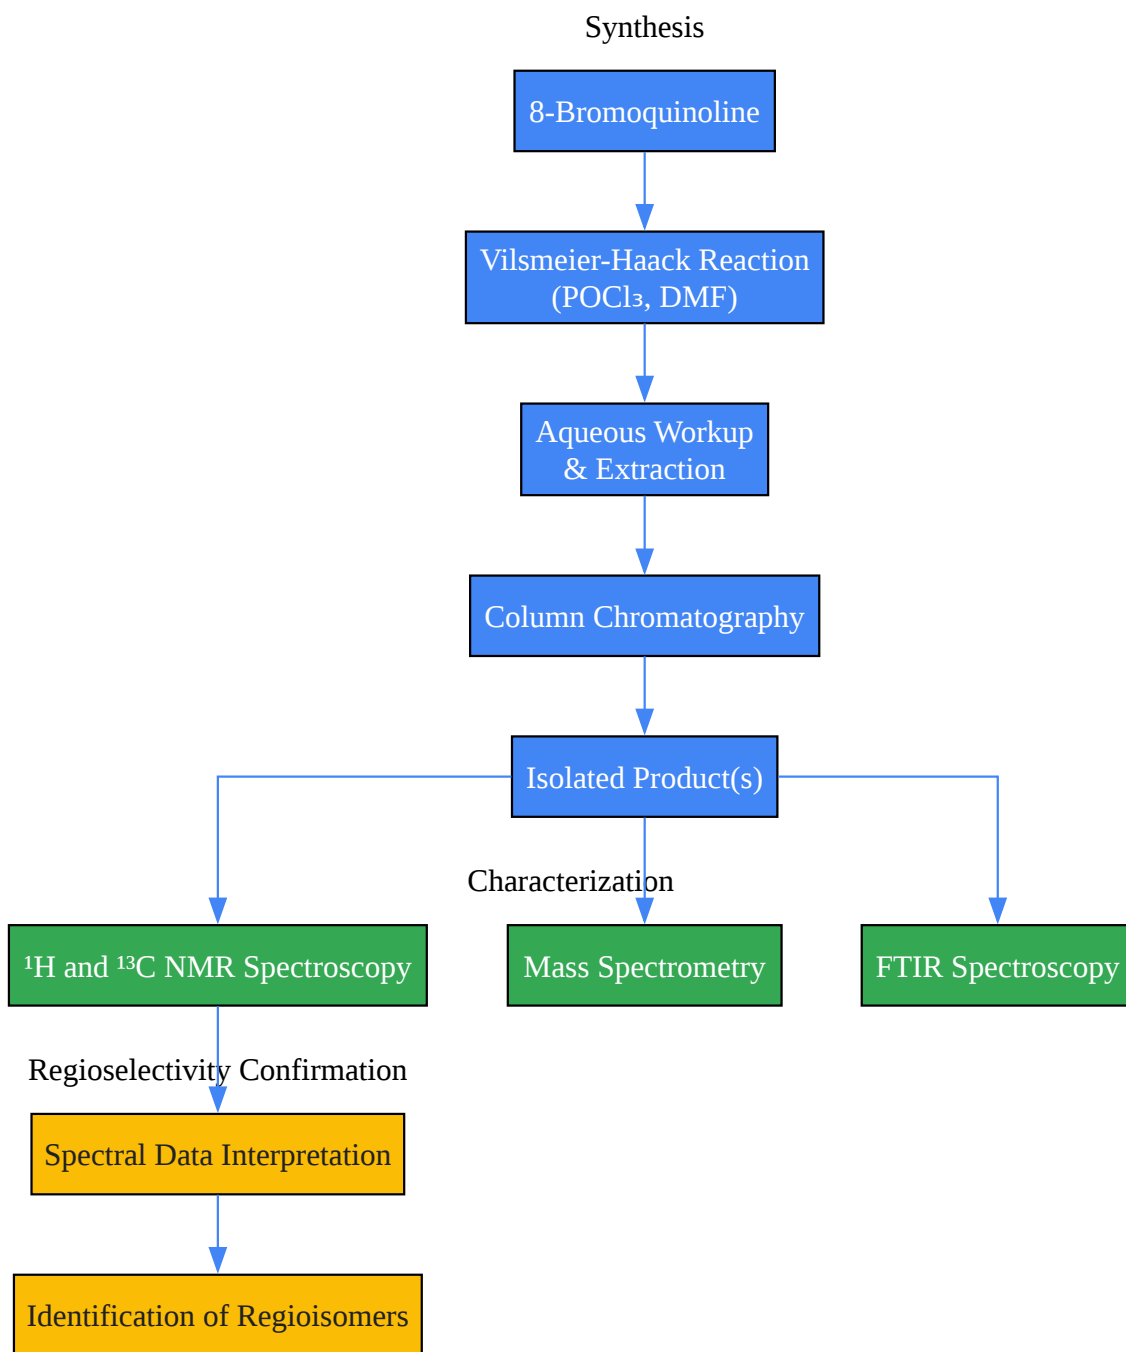 Synthesis
8-Bromoquinoline
Vilsmeier-Haack Reaction
(POCl₃, DMF)
Aqueous Workup
& Extraction
Column Chromatography
Isolated Product(s)
Characterization
¹H and ¹³C NMR Spectroscopy
Mass Spectrometry
FTIR Spectroscopy
Regioselectivity Confirmation
Spectral Data Interpretation
Identification of Regioisomers